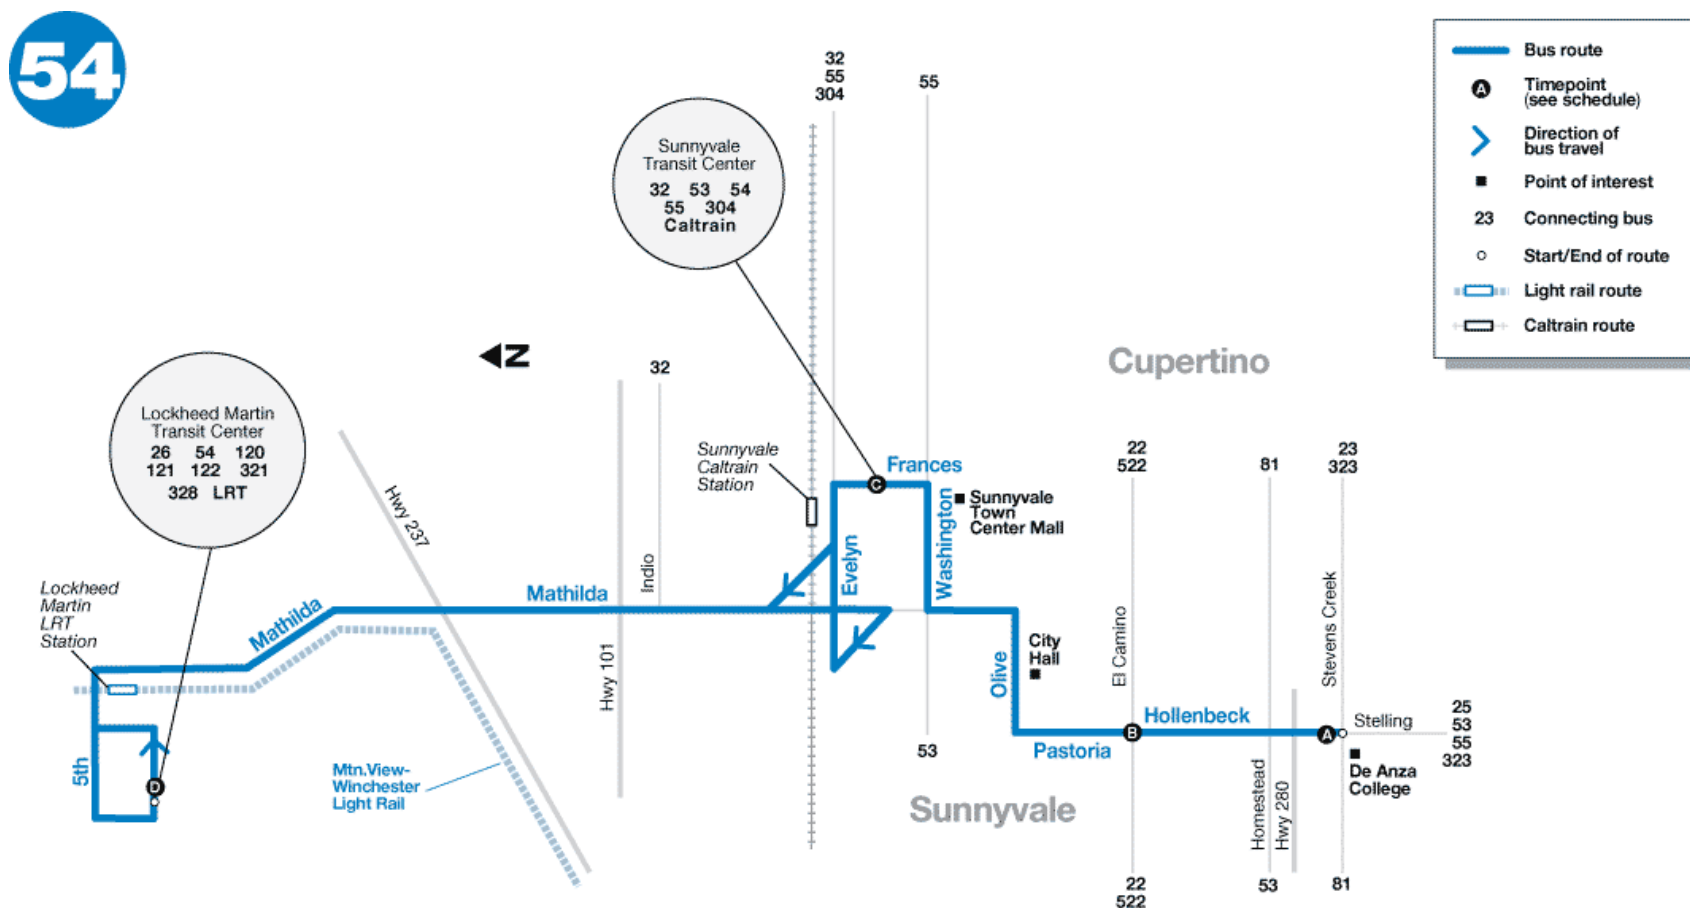 54
Bus route
A
Timepoint
(see schedule)
Direction of
bus travel
Point of interest
23
Connecting bus
Start/End of route
Light rail route
Caltrain route
32
55
304
55
Sunnyvale
Transit Center
32 53 54
55 304
Caltrain
N
Cupertino
32
Lockheed Martin
Transit Center
26 54 120
121 122 321
328 LRT
Hwy 237
Sunnyvale
Caltrain
Station
C
Frances
Sunnyvale
Town
Center Mall
22
522
81
23
323
Indio
Evelyn
Washington
Mathilda
Mathilda
Lockheed
Martin
LRT
Station
Hwy 101
Olive
City
Hall
El Camino
Stevens Creek
Hollenbeck
B
Pastoria
A
Stelling
25
53
55
323
De Anza
College
53
5th
D
Mtn.View-
Winchester
Light Rail
Sunnyvale
Homestead
Hwy 280
22
522
53
81